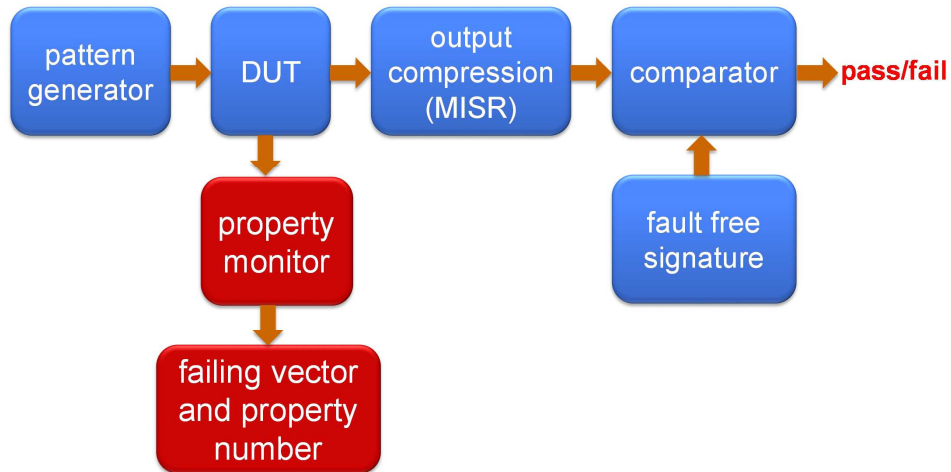 pattern
generator
DUT
output
compression
(MISR)
comparator
pass/fail
property
monitor
fault free
signature
failing vector
and property
number